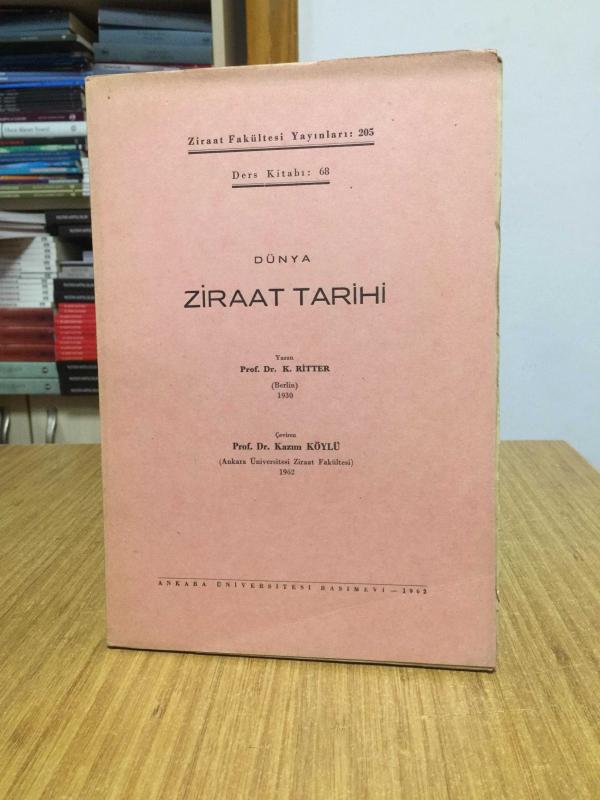 Ziraat Fakültesi Yayınları: 205
Ders Kitabı: 68
DÜNYA
ZİRAAT TARİHİ
Yazan
Prof. Dr. K. RİTTER
(Berlin)
1930
Çeviren
Prof. Dr. Kazım KÖYLÜ
(Ankara Üniversitesi Ziraat Fakültesi)
1962
ANKARA ÜNİVERSİTESİ BASIMEVİ — 1962